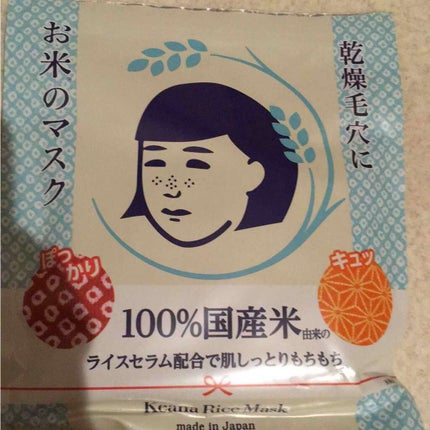 乾燥毛穴に
お米のマスク
ぽっかり
キュッ
100%国産米由来の
ライスセラム配合で肌しっとりもちもち
Keana Rice Mask
made in Japan